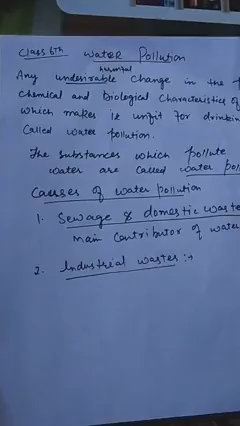 Class 6th Water Pollution
harmful
Any undesirable change in the
chemical and Biological characteristics of
which makes it unfit for drinkin
Called water pollution.
The substances which pollute
water are called water pol
Causes of water pollution
1. Sewage & domestic waste
main contributor of water
2. Industrial wastes :→